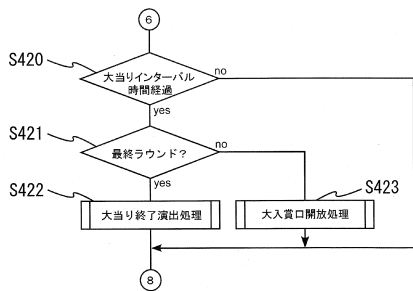 6
S420
大当りインターバル
時間経過
no
yes
S421
最終ラウンド？
no
yes
S422
大当り終了演出処理
S423
大入賞口開放処理
8